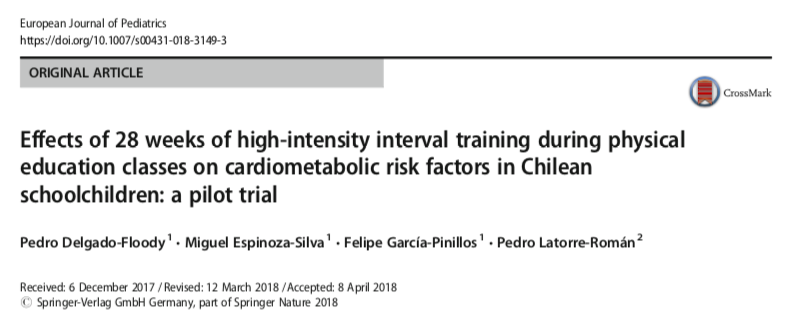 European Journal of Pediatrics
https://doi.org/10.1007/s00431-018-3149-3
ORIGINAL ARTICLE
CrossMark
Effects of 28 weeks of high-intensity interval training during physical
education classes on cardiometabolic risk factors in Chilean
schoolchildren: a pilot trial
Pedro Delgado-Floody 1 · Miguel Espinoza-Silva 1 · Felipe García-Pinillos 1 · Pedro Latorre-Román 2
Received: 6 December 2017 / Revised: 12 March 2018 / Accepted: 8 April 2018
© Springer-Verlag GmbH Germany, part of Springer Nature 2018